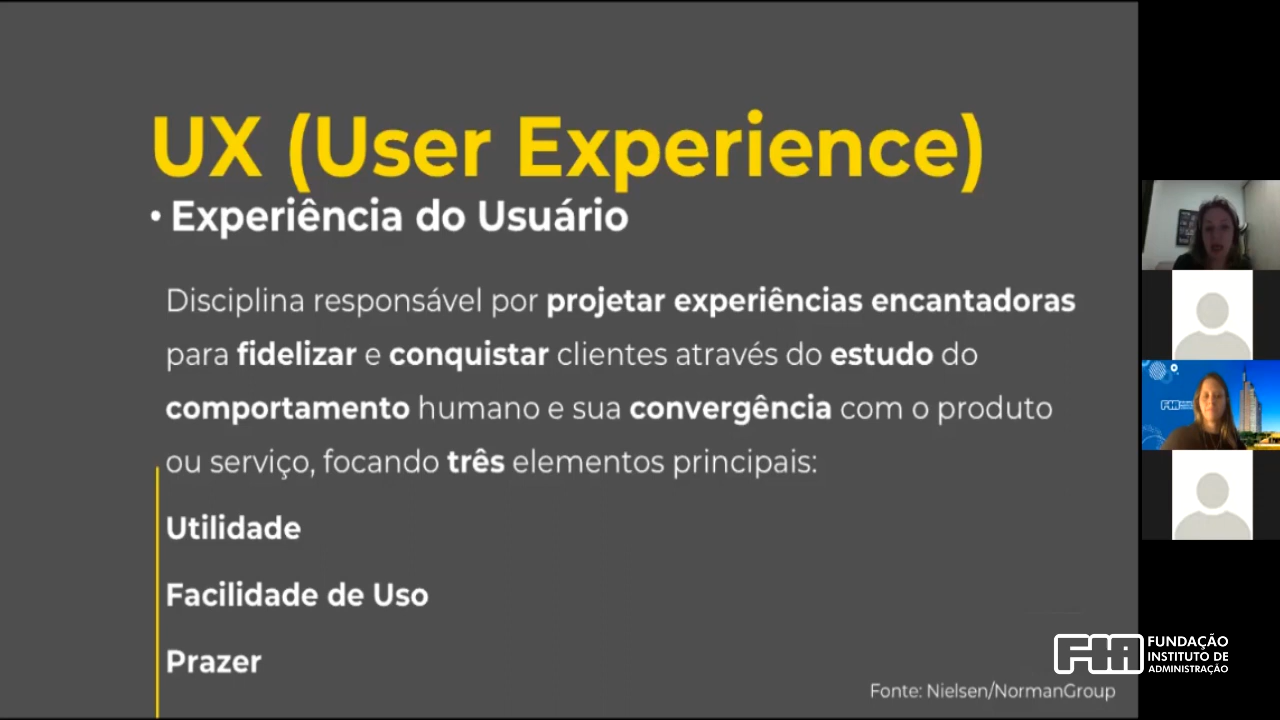 UX (User Experience)
• Experiência do Usuário
Disciplina responsável por projetar experiências encantadoras
para fidelizar e conquistar clientes através do estudo do
comportamento humano e sua convergência com o produto
ou serviço, focando três elementos principais:
Utilidade
Facilidade de Uso
Prazer
Fonte: Nielsen/NormanGroup
FIA FUNDAÇÃO
INSTITUTO DE
ADMINISTRAÇÃO
FIA